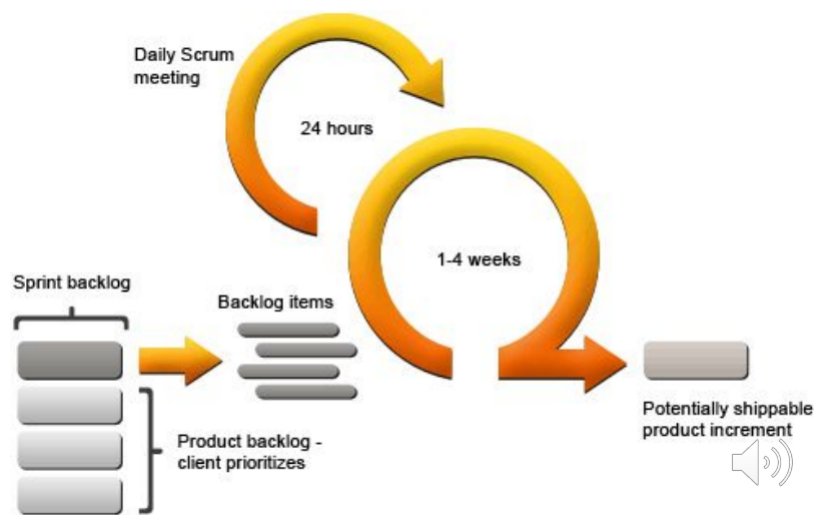 Daily Scrum
meeting
24 hours
1-4 weeks
Sprint backlog
Backlog items
Product backlog -
client prioritizes
Potentially shippable
product increment